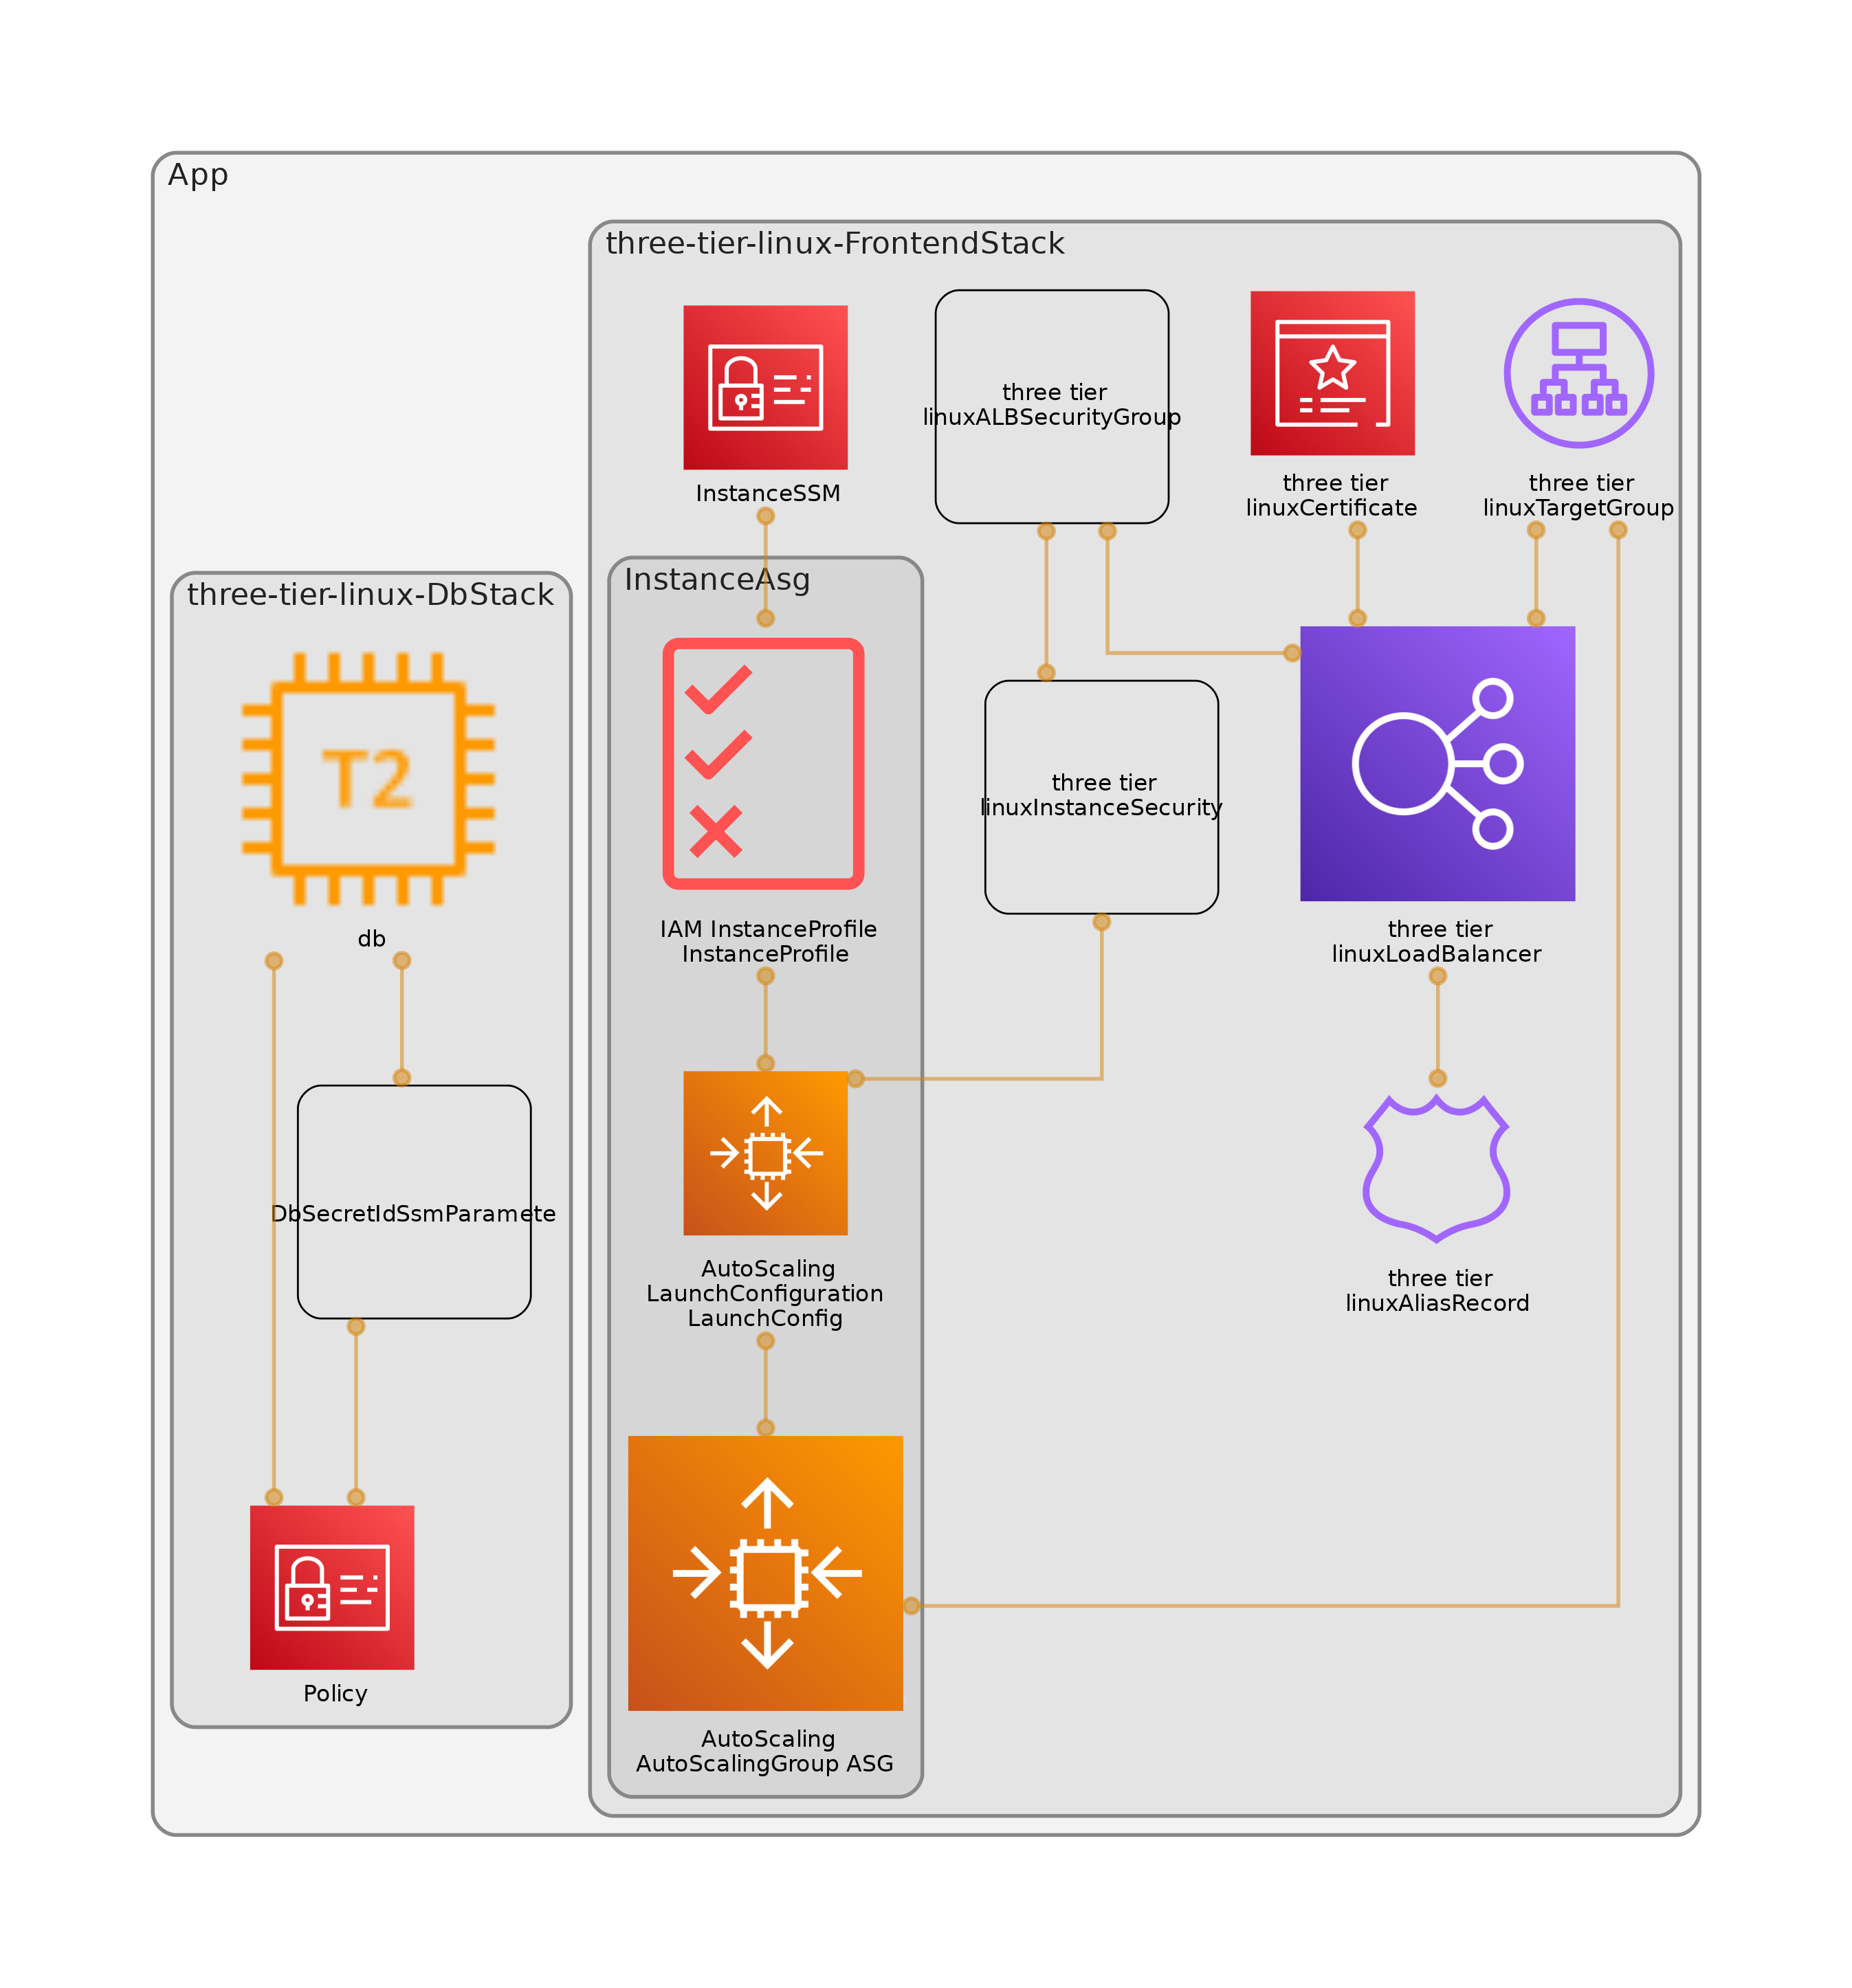 App
three-tier-linux-FrontendStack
InstanceSSM
three tier
linuxALBSecurityGroup
three tier
linuxCertificate
three tier
linuxTargetGroup
three-tier-linux-DbStack
T2
db
DbSecretIdSsmParamete
Policy
InstanceAsg
IAM InstanceProfile
InstanceProfile
three tier
linuxInstanceSecurity
three tier
linuxLoadBalancer
AutoScaling
LaunchConfiguration
LaunchConfig
three tier
linuxAliasRecord
AutoScaling
AutoScalingGroup ASG